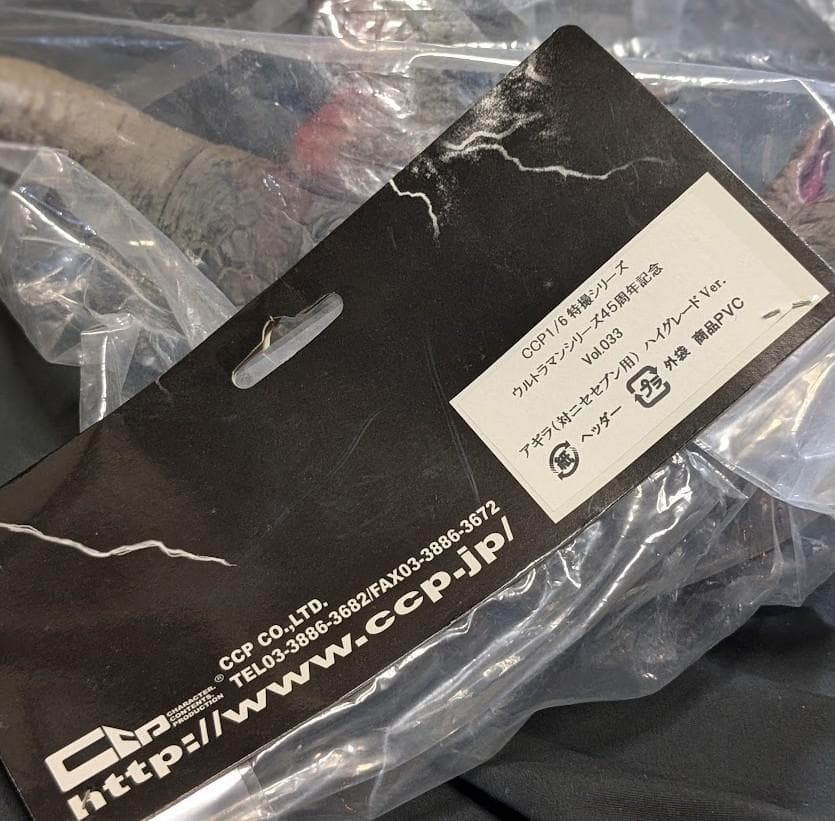 CCP1/6 特撮シリーズ
ウルトラマンシリーズ45周年記念
Vol.033
アギラ(対ニセセブン用) ハイグレードVer.
紙 ヘッダー プラ 外袋 商品PVC
CCP CO.,LTD.
TEL03-3886-3682/FAX03-3886-3672
CCP CHARACTER. CONTENTS. PRODUCTION ®
http://www.ccp.jp/